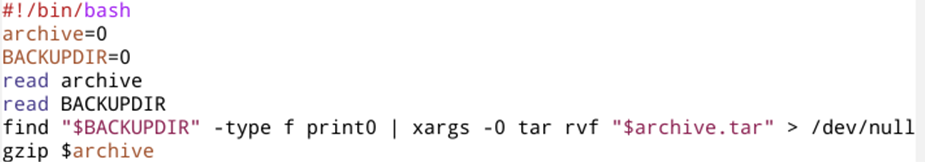 #!/bin/bash
archive=0
BACKUPDIR=0
read archive
read BACKUPDIR
find "$BACKUPDIR" -type f print0 | xargs -0 tar rvf "$archive.tar" > /dev/null
gzip $archive